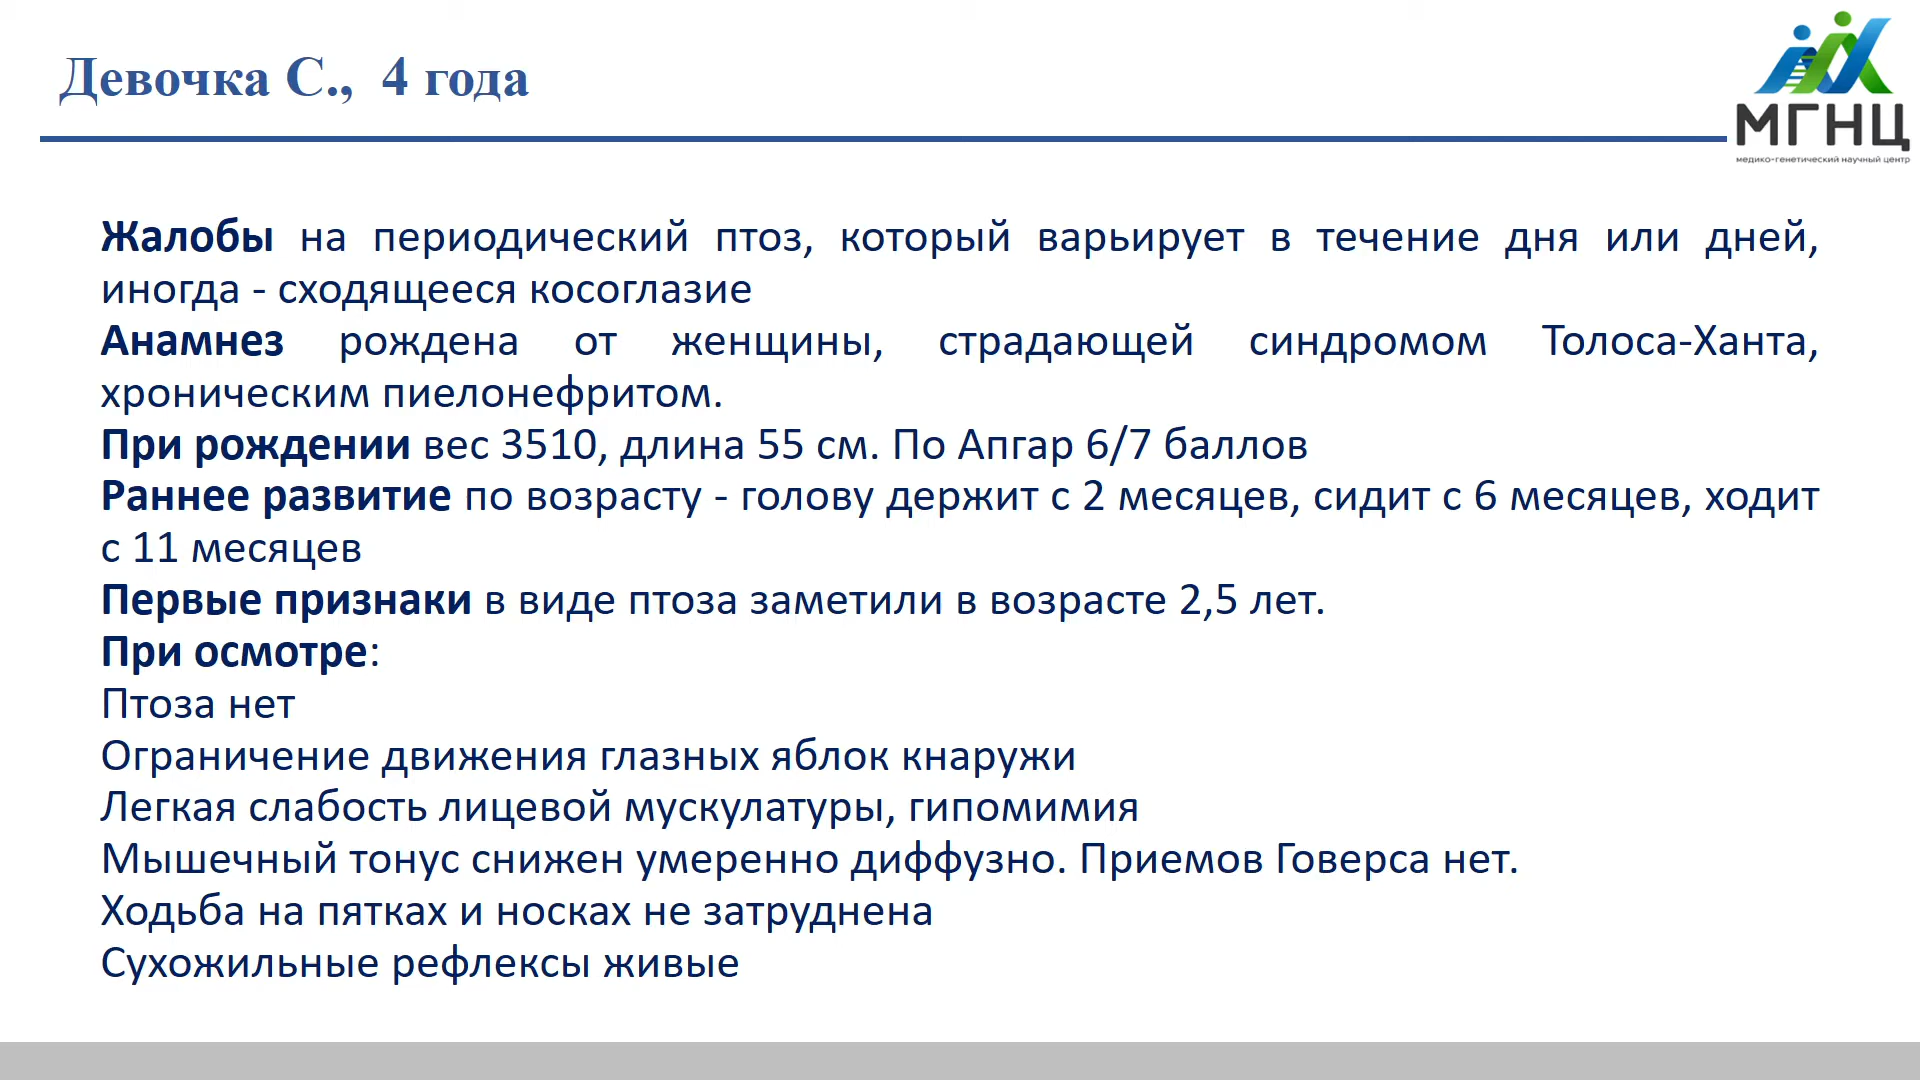 Девочка С., 4 года
МГНЦ
медико-генетический научный центр
Жалобы на периодический птоз, который варьирует в течение дня или дней,
иногда - сходящееся косоглазие
Анамнез рождена от женщины, страдающей синдромом Толоса-Ханта,
хроническим пиелонефритом.
При рождении вес 3510, длина 55 см. По Апгар 6/7 баллов
Раннее развитие по возрасту - голову держит с 2 месяцев, сидит с 6 месяцев, ходит
с 11 месяцев
Первые признаки в виде птоза заметили в возрасте 2,5 лет.
При осмотре:
Птоза нет
Ограничение движения глазных яблок кнаружи
Легкая слабость лицевой мускулатуры, гипомимия
Мышечный тонус снижен умеренно диффузно. Приемов Говерса нет.
Ходьба на пятках и носках не затруднена
Сухожильные рефлексы живые